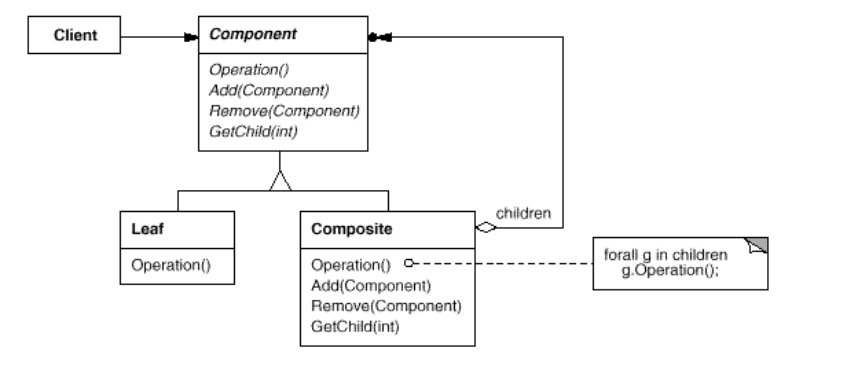 Client
Component
Operation()
Add(Component)
Remove(Component)
GetChild(int)
children
Leaf
Operation()
Composite
Operation()
Add(Component)
Remove(Component)
GetChild(int)
forall g in children
g.Operation();